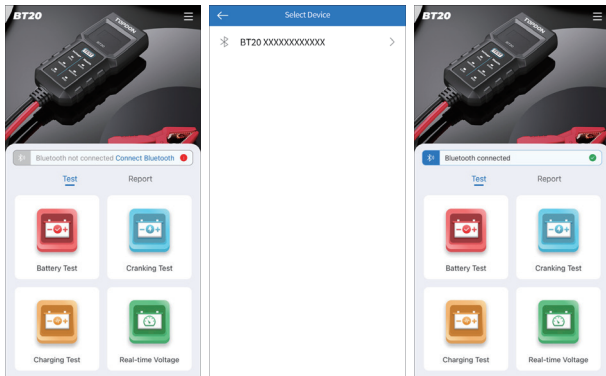 BT20
TOPDON
Bluetooth not connected Connect Bluetooth
Test Report
Battery Test Cranking Test
Charging Test Real-time Voltage
Select Device
BT20 XXXXXXXXXXXX
BT20
TOPDON
Bluetooth connected
Test Report
Battery Test Cranking Test
Charging Test Real-time Voltage